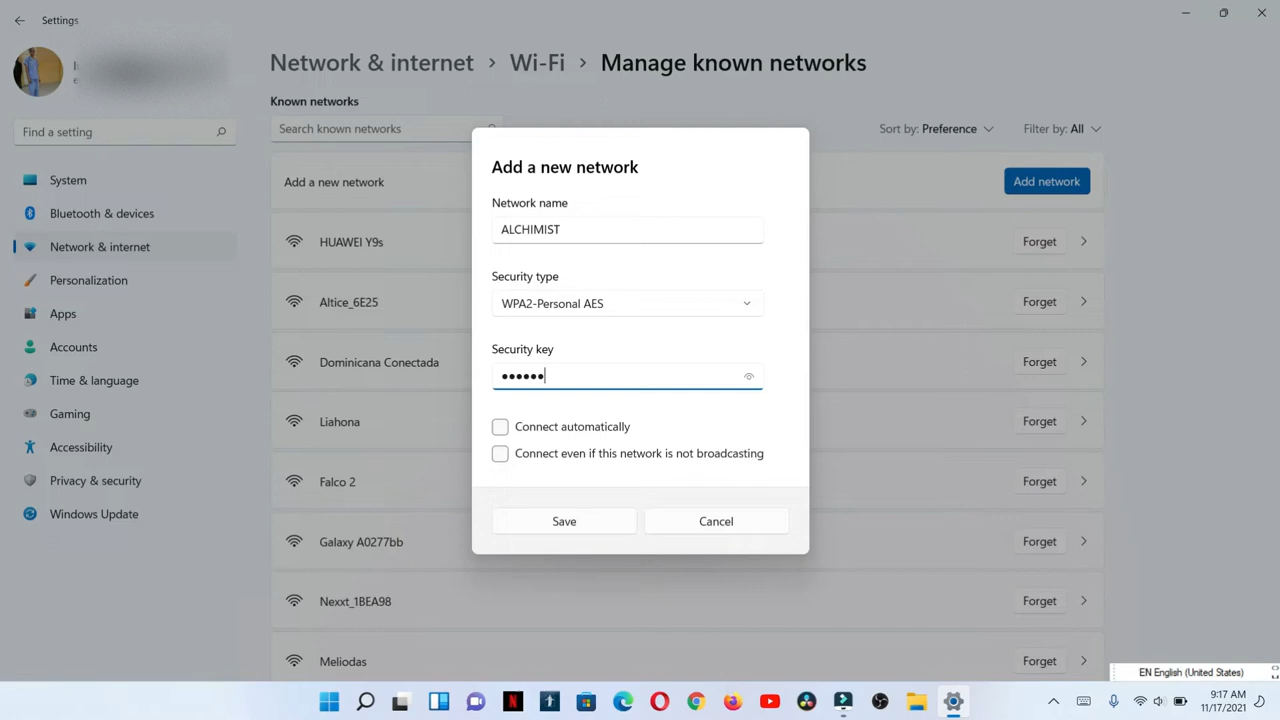 Settings
Network & internet > Wi-Fi > Manage known networks
Known networks
Find a setting
Search known networks
Sort by: Preference
Filter by: All
Add a new network
Add network
System
Bluetooth & devices
Network & internet
Personalization
Apps
Accounts
Time & language
Gaming
Accessibility
Privacy & security
Windows Update
HUAWEI Y9s
Forget
Altice_6E25
Forget
Dominicana Conectada
Forget
Liahona
Forget
Falco 2
Forget
Galaxy A0277bb
Forget
Nexxt_1BEA98
Forget
Meliodas
Forget
Add a new network
Network name
ALCHIMIST
Security type
WPA2-Personal AES
Security key
••••••
Connect automatically
Connect even if this network is not broadcasting
Save
Cancel
EN English (United States)
9:17 AM
11/17/2021